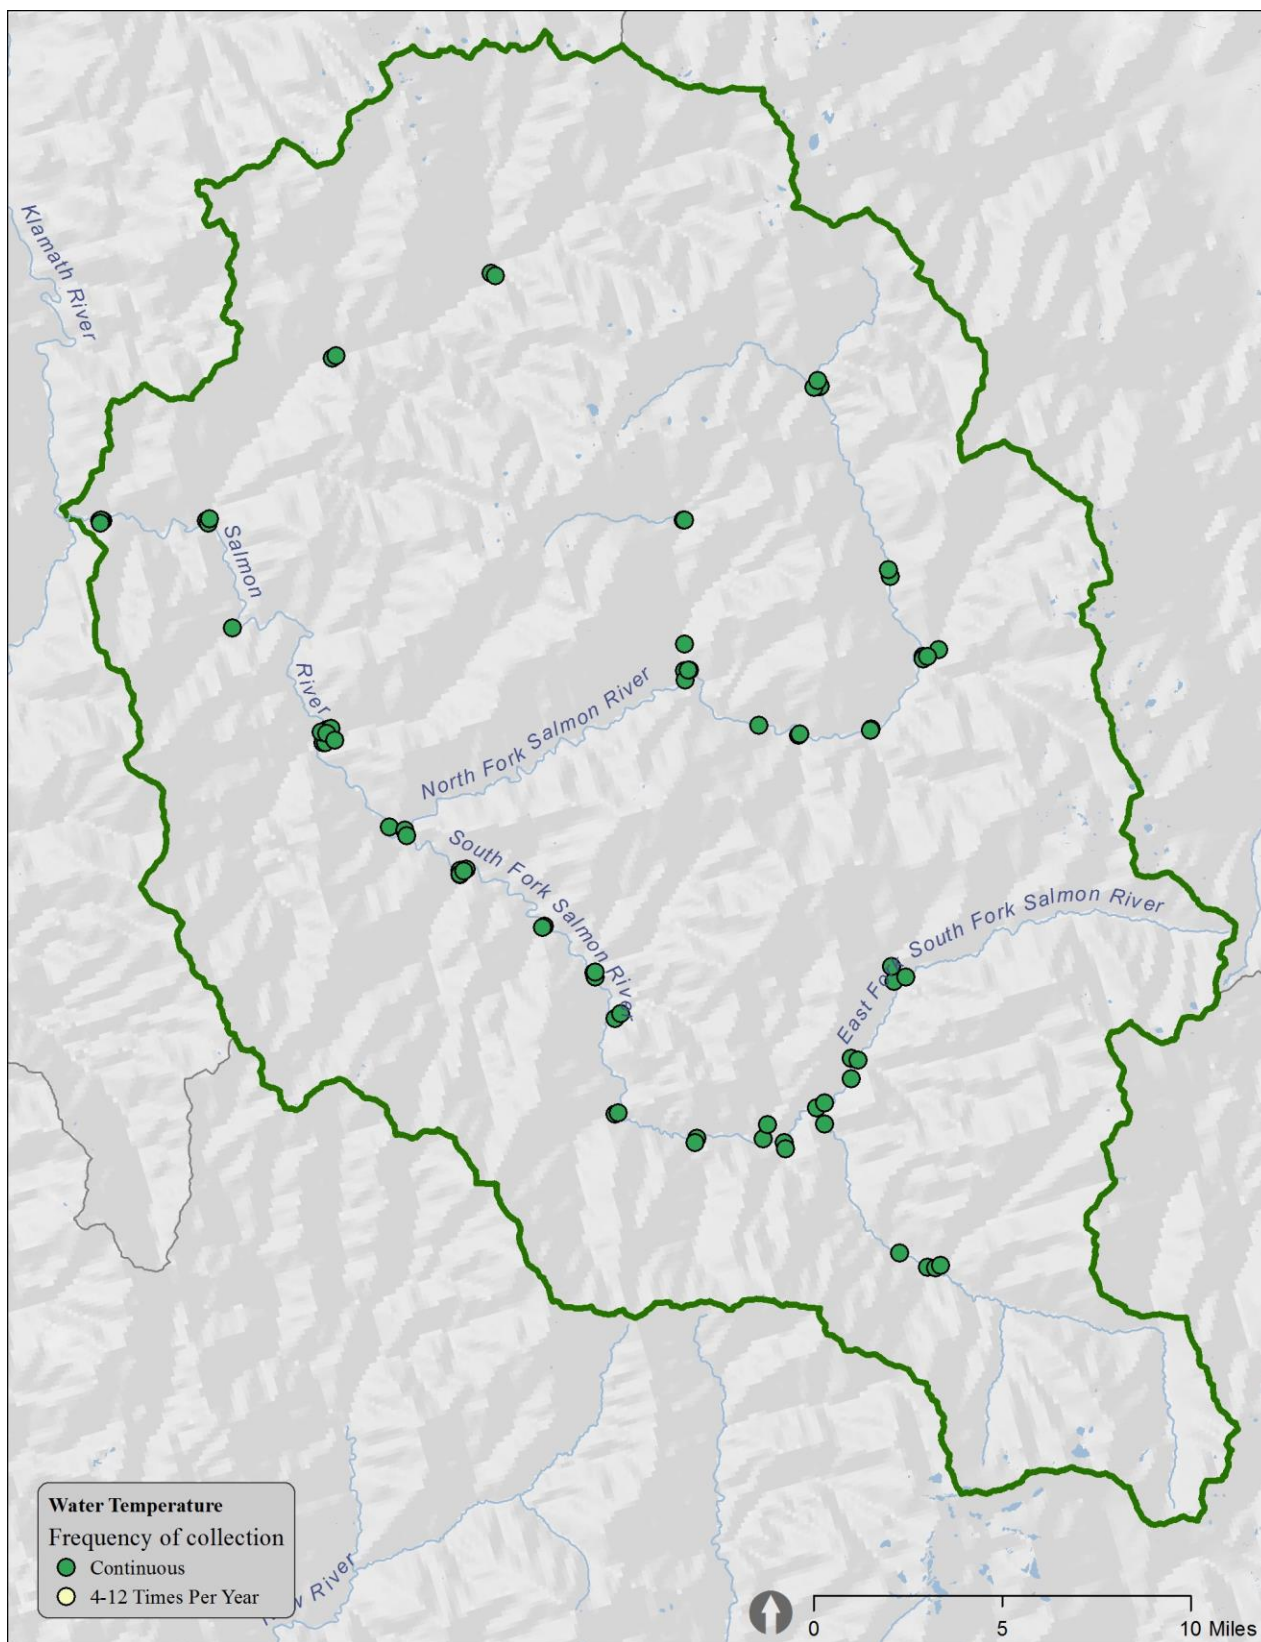 Klamath River
Salmon
River
North Fork Salmon River
South Fork Salmon River
East Fork South Fork Salmon River
Water Temperature
Frequency of collection
Continuous
4-12 Times Per Year
River
0 5 10 Miles